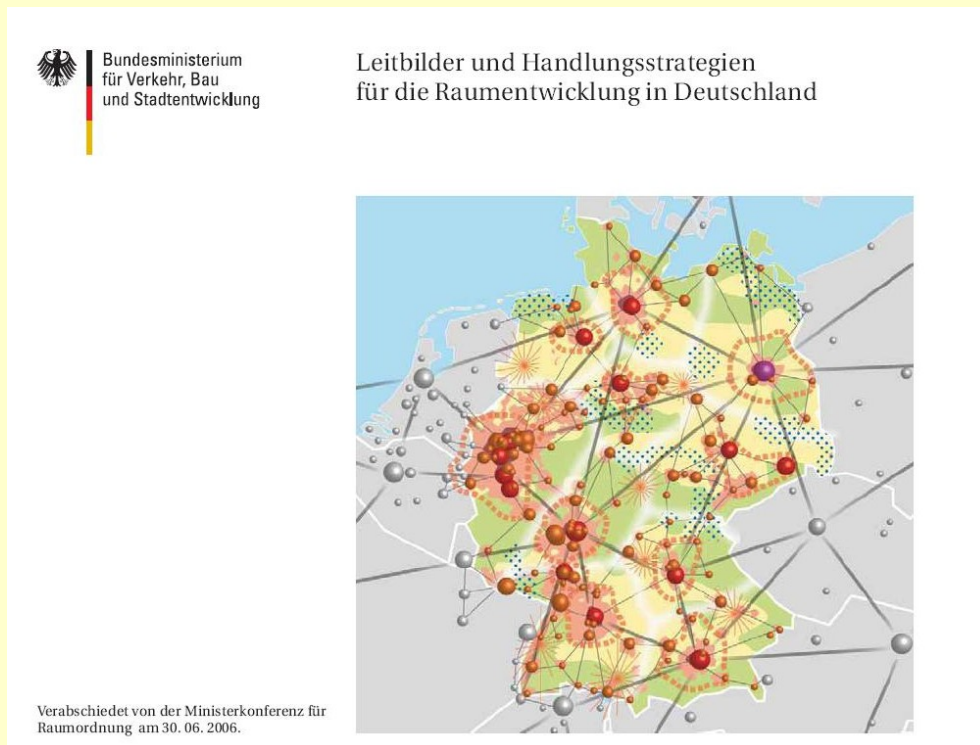 Bundesministerium
für Verkehr, Bau
und Stadtentwicklung
Leitbilder und Handlungsstrategien
für die Raumentwicklung in Deutschland
Verabschiedet von der Ministerkonferenz für
Raumordnung am 30. 06. 2006.